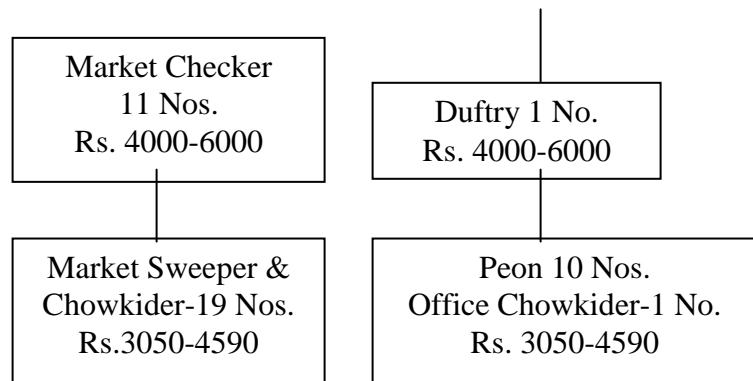 Market Checker
11 Nos.
Rs. 4000-6000
Duftry 1 No.
Rs. 4000-6000
Market Sweeper &
Chowkider-19 Nos.
Rs.3050-4590
Peon 10 Nos.
Office Chowkider-1 No.
Rs. 3050-4590